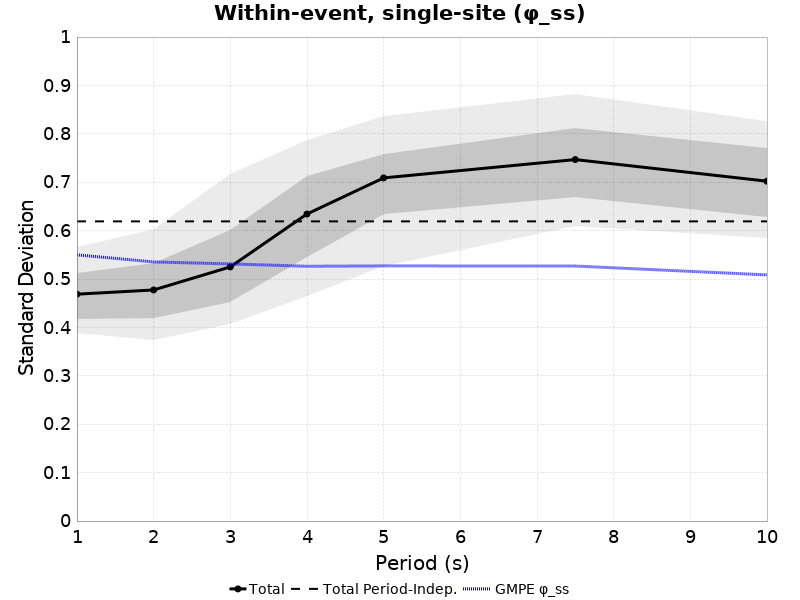 Within-event, single-site (φ_ss)
1
0.9
0.8
0.7
0.6
0.5
0.4
0.3
0.2
0.1
0
Standard Deviation
1 2 3 4 5 6 7 8 9 10
Period (s)
Total Total Period-Indep. GMPE φ_ss